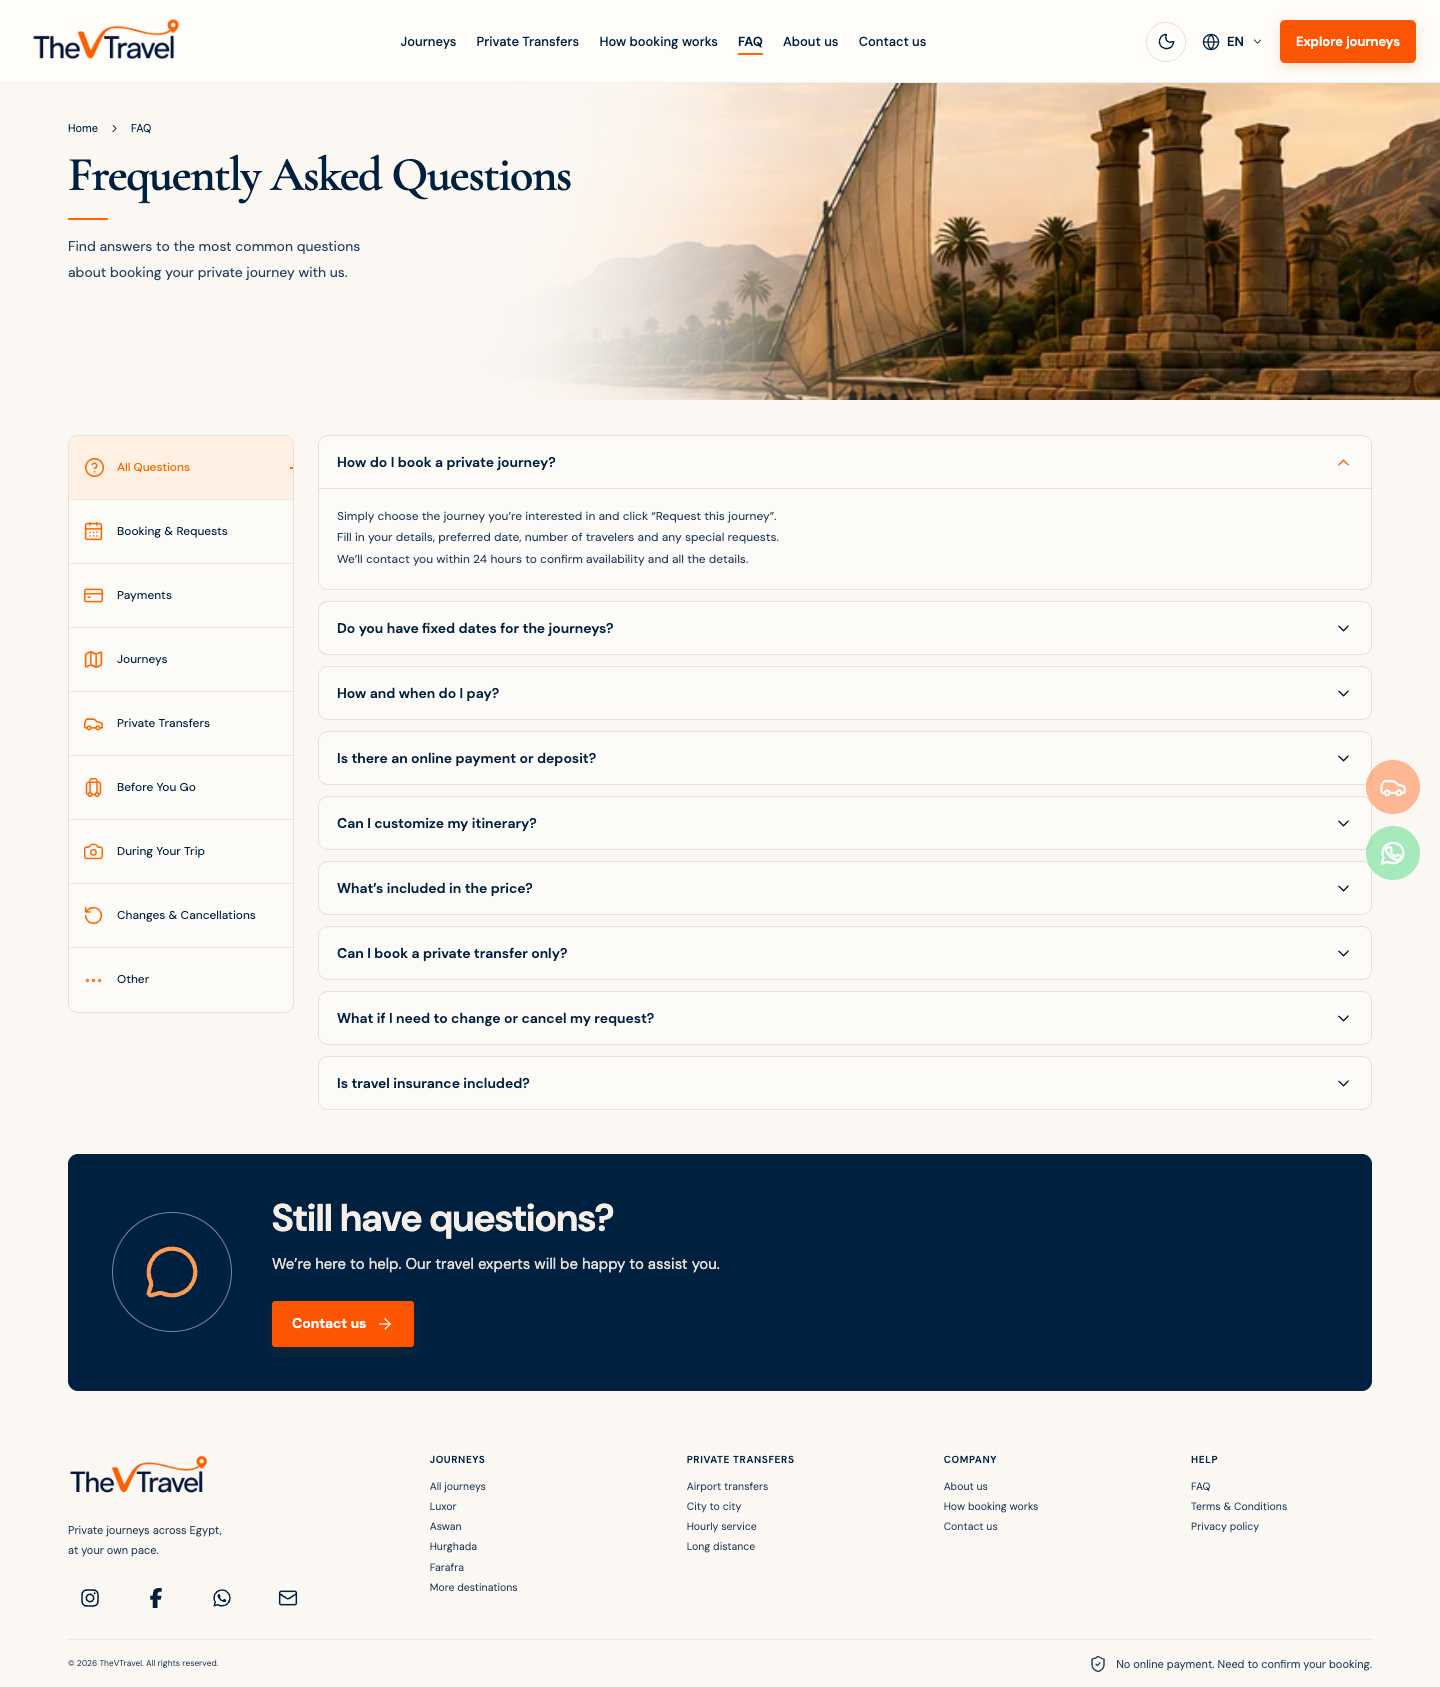 TheVTravel
Journeys
Private Transfers
How booking works
FAQ
About us
Contact us
EN
Explore journeys
Home
FAQ
Frequently Asked Questions
Find answers to the most common questions
about booking your private journey with us.
All Questions
Booking & Requests
Payments
Journeys
Private Transfers
Before You Go
During Your Trip
Changes & Cancellations
Other
How do I book a private journey?
Simply choose the journey you’re interested in and click “Request this journey”.
Fill in your details, preferred date, number of travelers and any special requests.
We’ll contact you within 24 hours to confirm availability and all the details.
Do you have fixed dates for the journeys?
How and when do I pay?
Is there an online payment or deposit?
Can I customize my itinerary?
What’s included in the price?
Can I book a private transfer only?
What if I need to change or cancel my request?
Is travel insurance included?
Still have questions?
We’re here to help. Our travel experts will be happy to assist you.
Contact us
TheVTravel
Private journeys across Egypt,
at your own pace.
JOURNEYS
All journeys
Luxor
Aswan
Hurghada
Farafra
More destinations
PRIVATE TRANSFERS
Airport transfers
City to city
Hourly service
Long distance
COMPANY
About us
How booking works
Contact us
HELP
FAQ
Terms & Conditions
Privacy policy
© 2026 TheVTravel. All rights reserved.
No online payment. Need to confirm your booking.